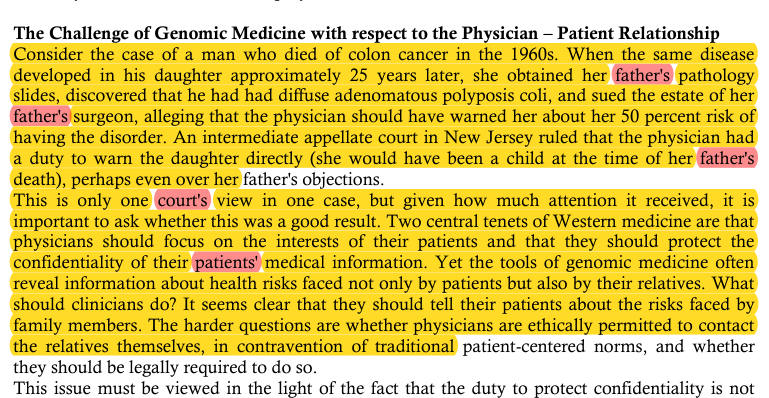 The Challenge of Genomic Medicine with respect to the Physician – Patient Relationship
Consider the case of a man who died of colon cancer in the 1960s. When the same disease
developed in his daughter approximately 25 years later, she obtained her father's pathology
slides, discovered that he had had diffuse adenomatous polyposis coli, and sued the estate of her
father's surgeon, alleging that the physician should have warned her about her 50 percent risk of
having the disorder. An intermediate appellate court in New Jersey ruled that the physician had
a duty to warn the daughter directly (she would have been a child at the time of her father's
death), perhaps even over her father's objections.
This is only one court's view in one case, but given how much attention it received, it is
important to ask whether this was a good result. Two central tenets of Western medicine are that
physicians should focus on the interests of their patients and that they should protect the
confidentiality of their patients' medical information. Yet the tools of genomic medicine often
reveal information about health risks faced not only by patients but also by their relatives. What
should clinicians do? It seems clear that they should tell their patients about the risks faced by
family members. The harder questions are whether physicians are ethically permitted to contact
the relatives themselves, in contravention of traditional patient-centered norms, and whether
they should be legally required to do so.
This issue must be viewed in the light of the fact that the duty to protect confidentiality is not